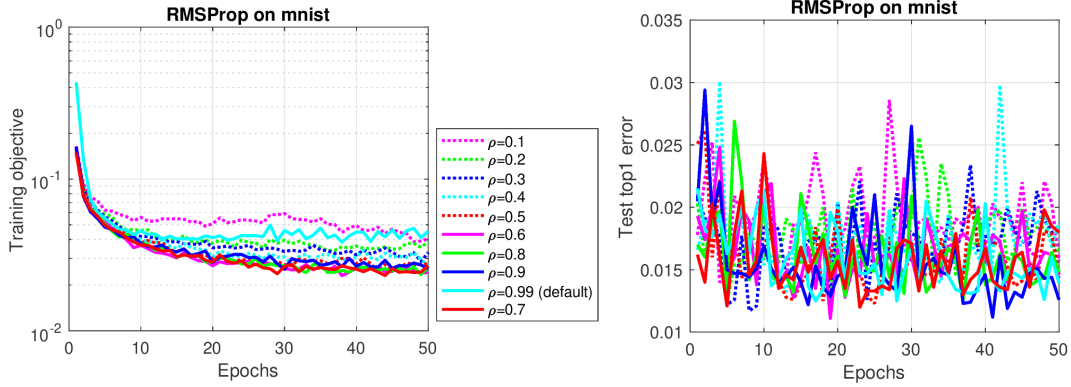 RMSProp on mnist
10^0
10^-1
10^-2
Training objective
0 10 20 30 40 50
Epochs
ρ=0.1
ρ=0.2
ρ=0.3
ρ=0.4
ρ=0.5
ρ=0.6
ρ=0.8
ρ=0.9
ρ=0.99 (default)
ρ=0.7
RMSProp on mnist
0.035
0.03
0.025
0.02
0.015
0.01
Test top1 error
0 10 20 30 40 50
Epochs